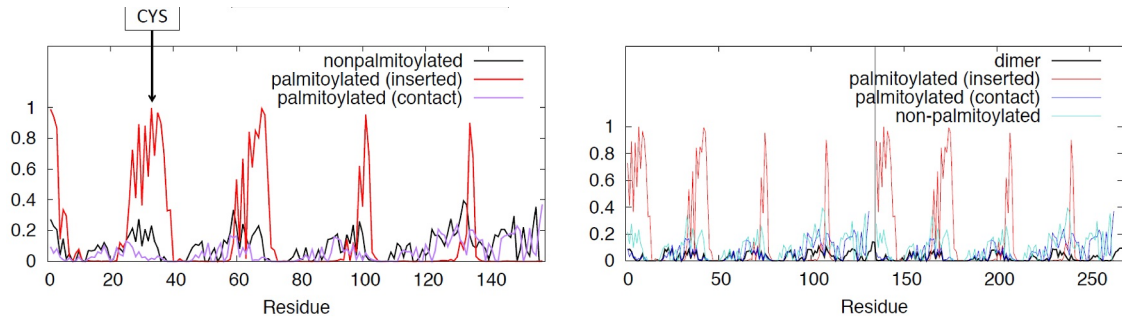 CYS
nonpalmitoylated
palmitoylated (inserted)
palmitoylated (contact)
1
0.8
0.6
0.4
0.2
0
0 20 40 60 80 100 120 140
Residue
dimer
palmitoylated (inserted)
palmitoylated (contact)
non-palmitoylated
1
0.8
0.6
0.4
0.2
0
0 50 100 150 200 250
Residue